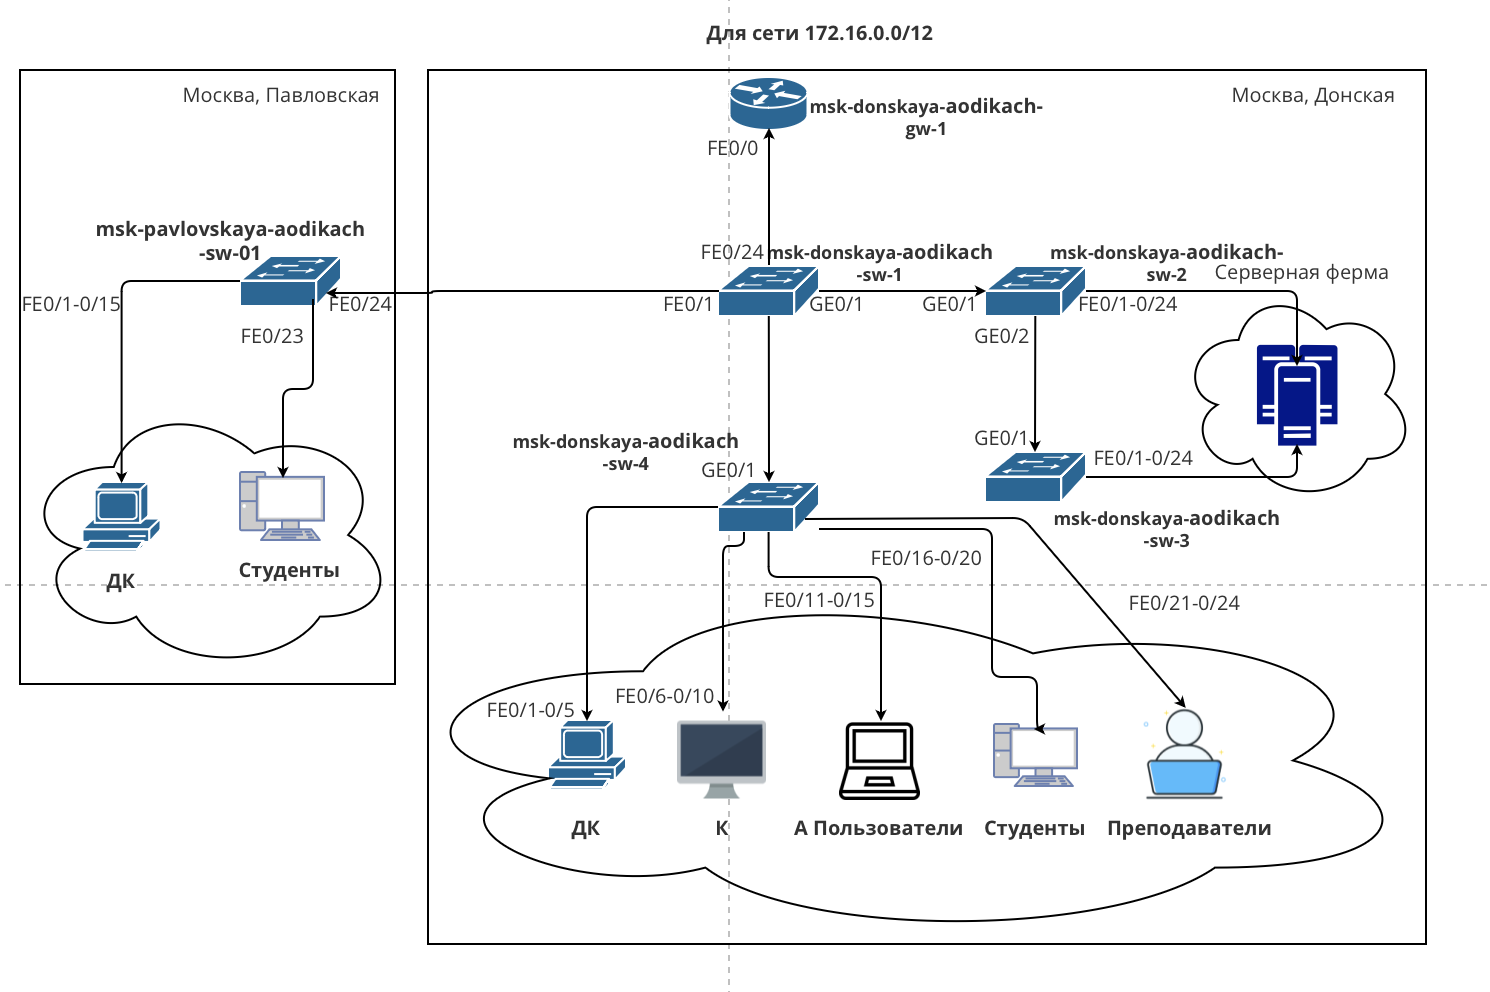 Для сети 172.16.0.0/12
Москва, Павловская
msk-pavlovskaya-aodikach
-sw-01
FE0/1-0/15
FE0/24
FE0/23
ДК
Студенты
Москва, Донская
msk-donskaya-aodikach-
gw-1
FE0/0
FE0/24
msk-donskaya-aodikach
-sw-1
FE0/1
GE0/1
msk-donskaya-aodikach-
sw-2
Серверная ферма
GE0/1
FE0/1-0/24
GE0/2
GE0/1
FE0/1-0/24
msk-donskaya-aodikach
-sw-3
msk-donskaya-aodikach
-sw-4
GE0/1
FE0/16-0/20
FE0/11-0/15
FE0/21-0/24
FE0/6-0/10
FE0/1-0/5
ДК
К
А Пользователи
Студенты
Преподаватели